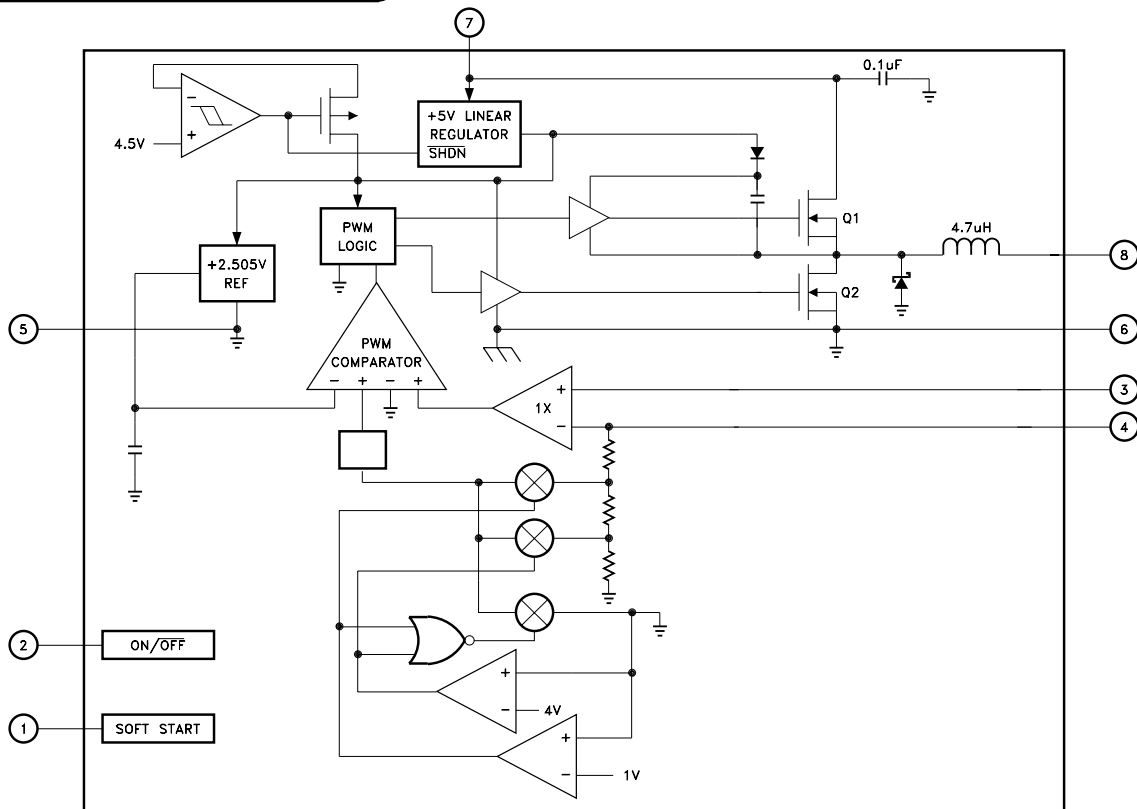 7
0.1uF
−
+
4.5V
+5V LINEAR
REGULATOR
SHDN
PWM
LOGIC
Q1
4.7uH
8
+2.505V
REF
Q2
5
6
PWM
COMPARATOR
− + − +
1X
+
−
3
4
2
ON/OFF
+
−
4V
1
SOFT START
+
−
1V